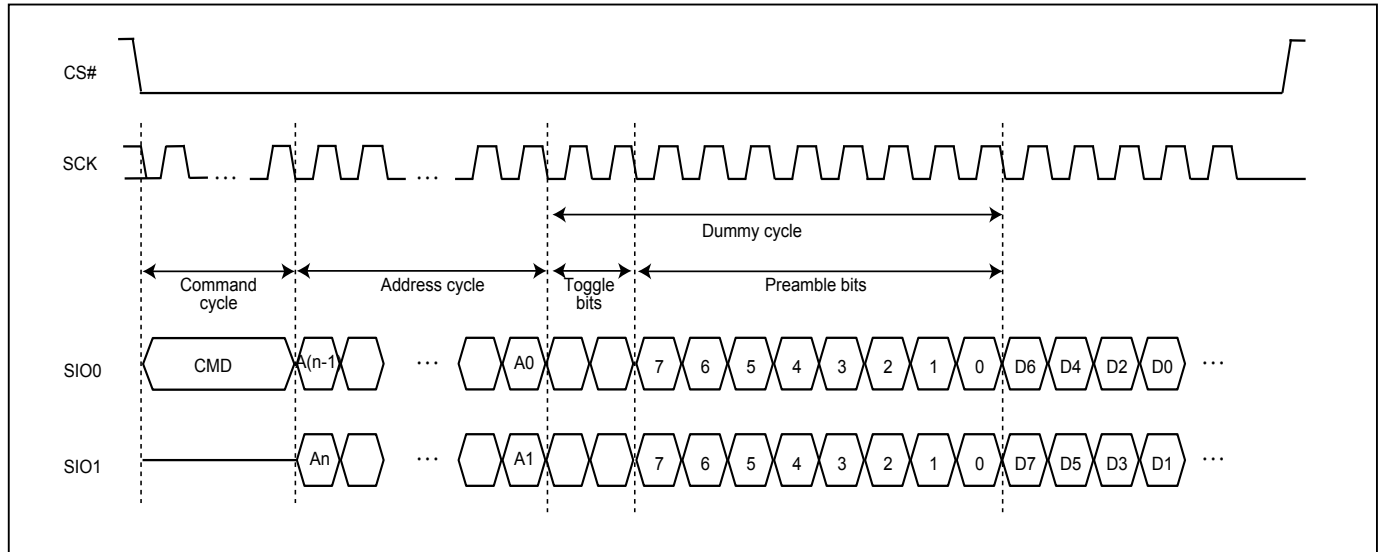 CS#
SCK
...
...
Dummy cycle
Command
cycle
Address cycle
Toggle
bits
Preamble bits
SIO0
CMD
A(n-1)
...
A0
7 6 5 4 3 2 1 0
D6 D4 D2 D0
...
SIO1
An
...
A1
7 6 5 4 3 2 1 0
D7 D5 D3 D1
...